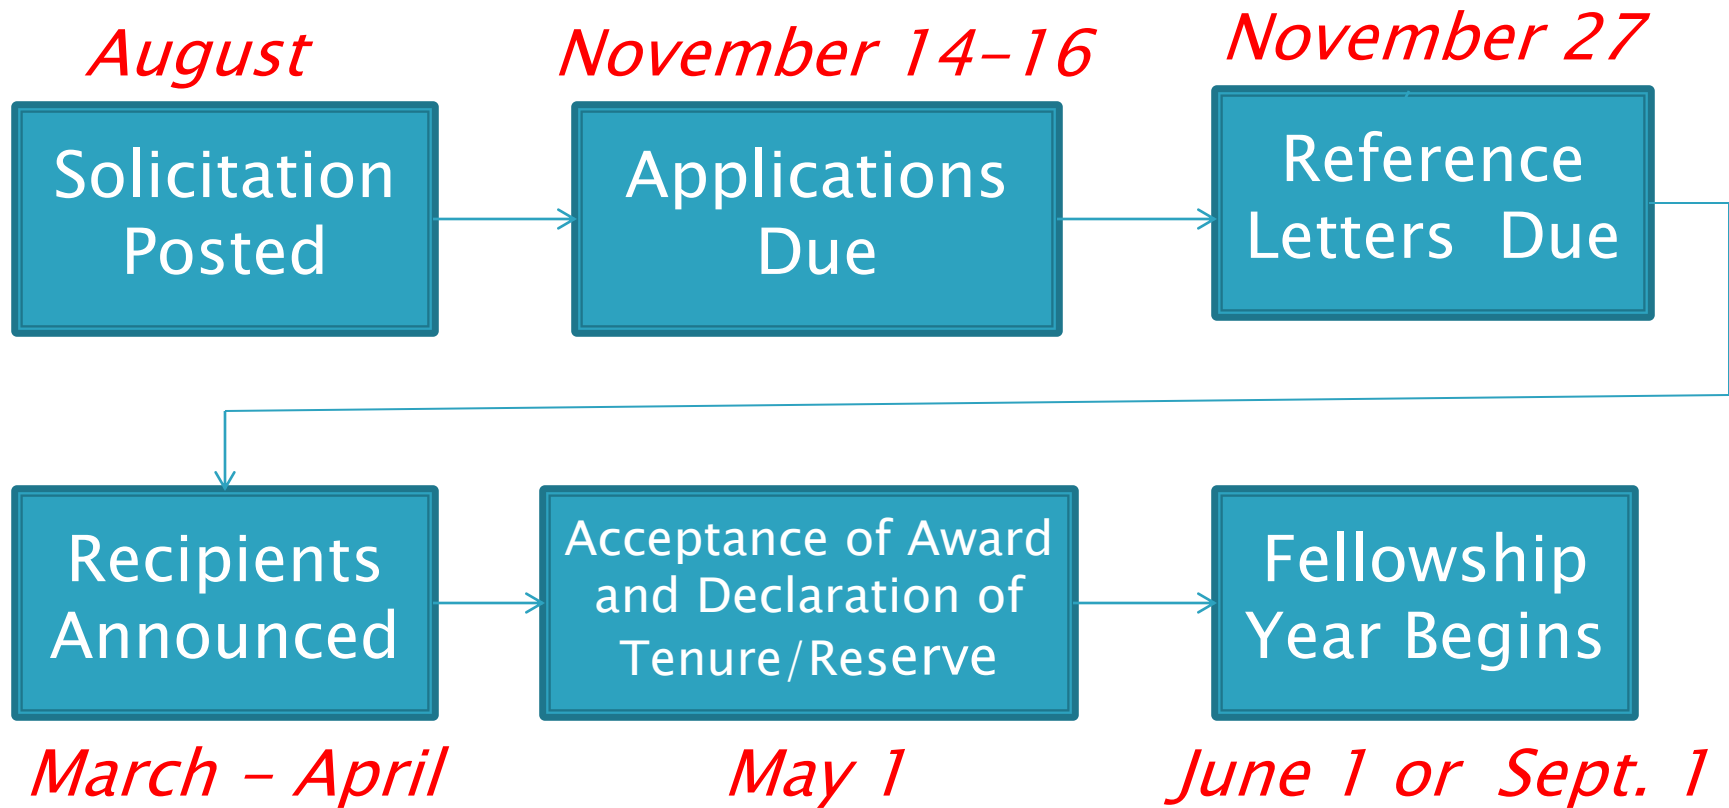 August
November 14-16
November 27
Solicitation
Posted
Applications
Due
Reference
Letters Due
Recipients
Announced
Acceptance of Award
and Declaration of
Tenure/Reserve
Fellowship
Year Begins
March - April
May 1
June 1 or Sept. 1